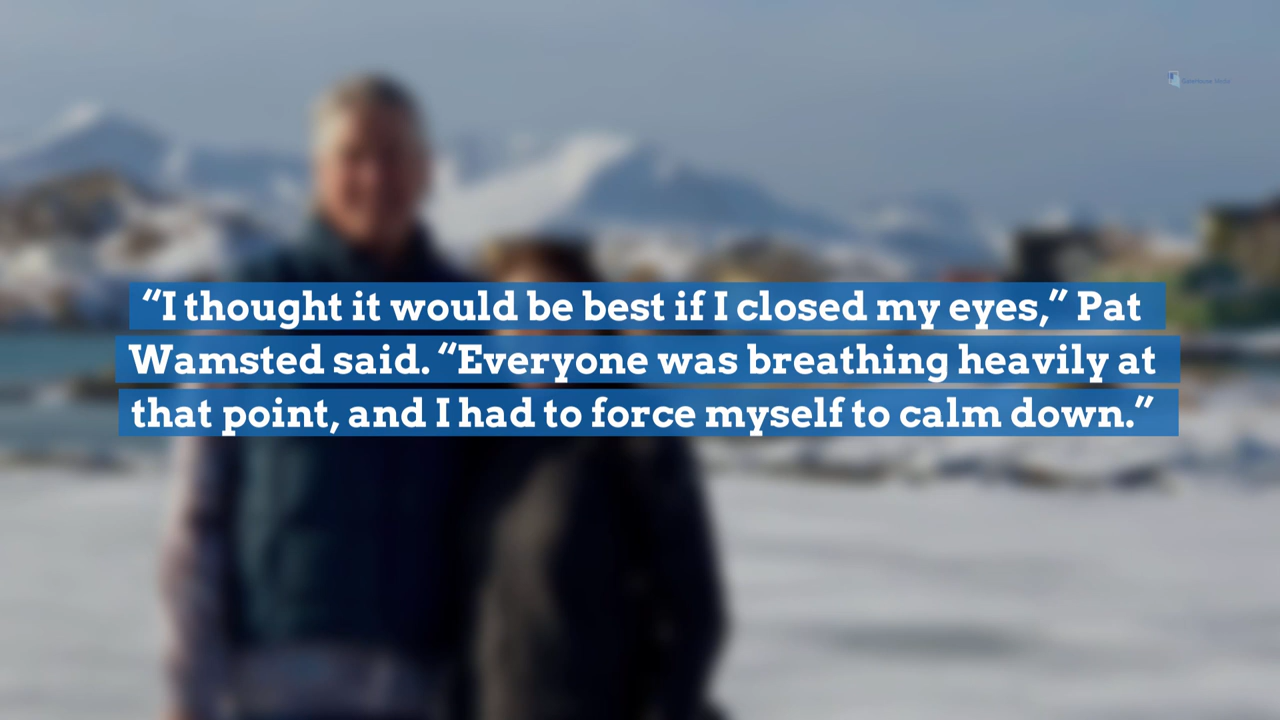 “I thought it would be best if I closed my eyes,” Pat
Wamsted said. “Everyone was breathing heavily at
that point, and I had to force myself to calm down.”